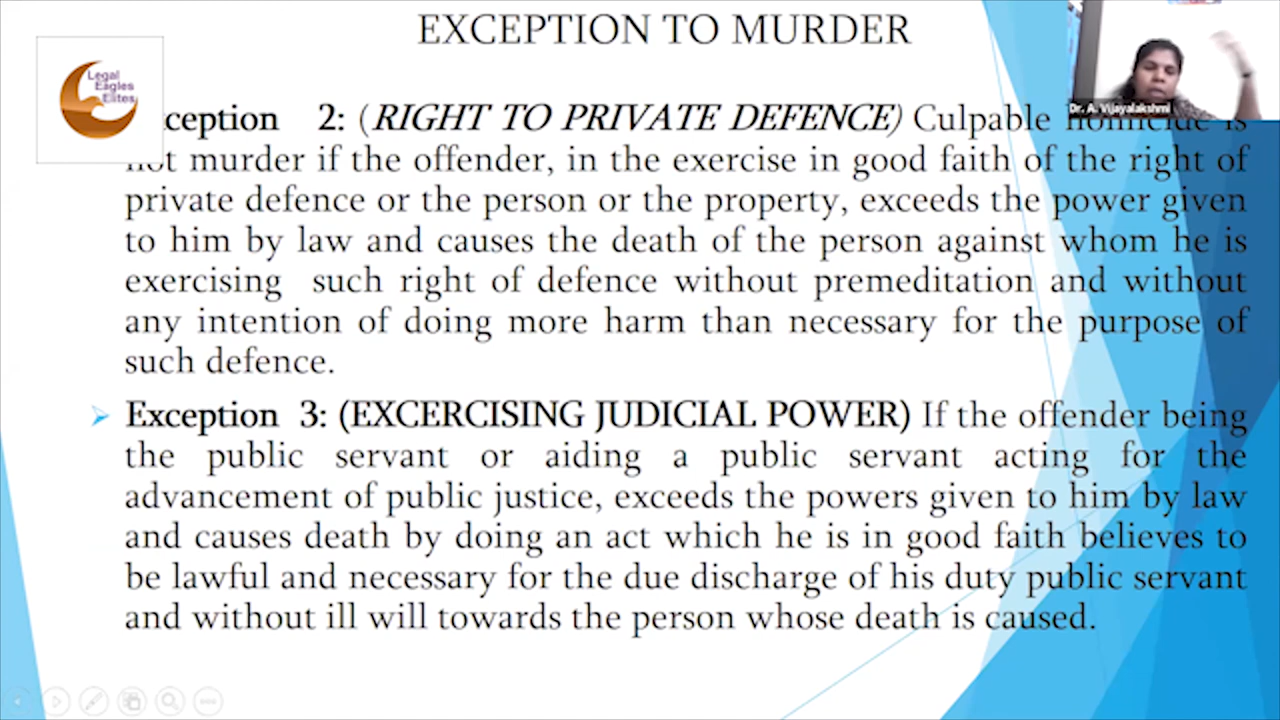 EXCEPTION TO MURDER
Legal
Eagles
Elites
Dr. A. Vijayalakshmi
ception 2: (RIGHT TO PRIVATE DEFENCE) Culpable homicide is
not murder if the offender, in the exercise in good faith of the right of
private defence or the person or the property, exceeds the power given
to him by law and causes the death of the person against whom he is
exercising such right of defence without premeditation and without
any intention of doing more harm than necessary for the purpose of
such defence.
Exception 3: (EXCERCISING JUDICIAL POWER) If the offender being
the public servant or aiding a public servant acting for the
advancement of public justice, exceeds the powers given to him by law
and causes death by doing an act which he is in good faith believes to
be lawful and necessary for the due discharge of his duty public servant
and without ill will towards the person whose death is caused.